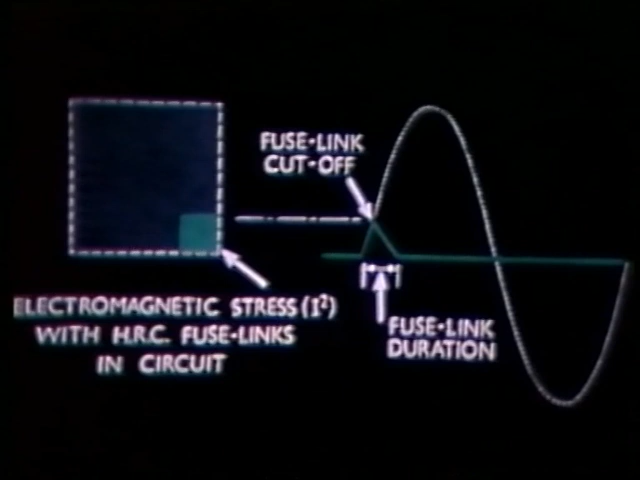 FUSE-LINK
CUT-OFF
ELECTROMAGNETIC STRESS (I²)
WITH H.R.C. FUSE-LINKS
IN CIRCUIT
FUSE-LINK
DURATION